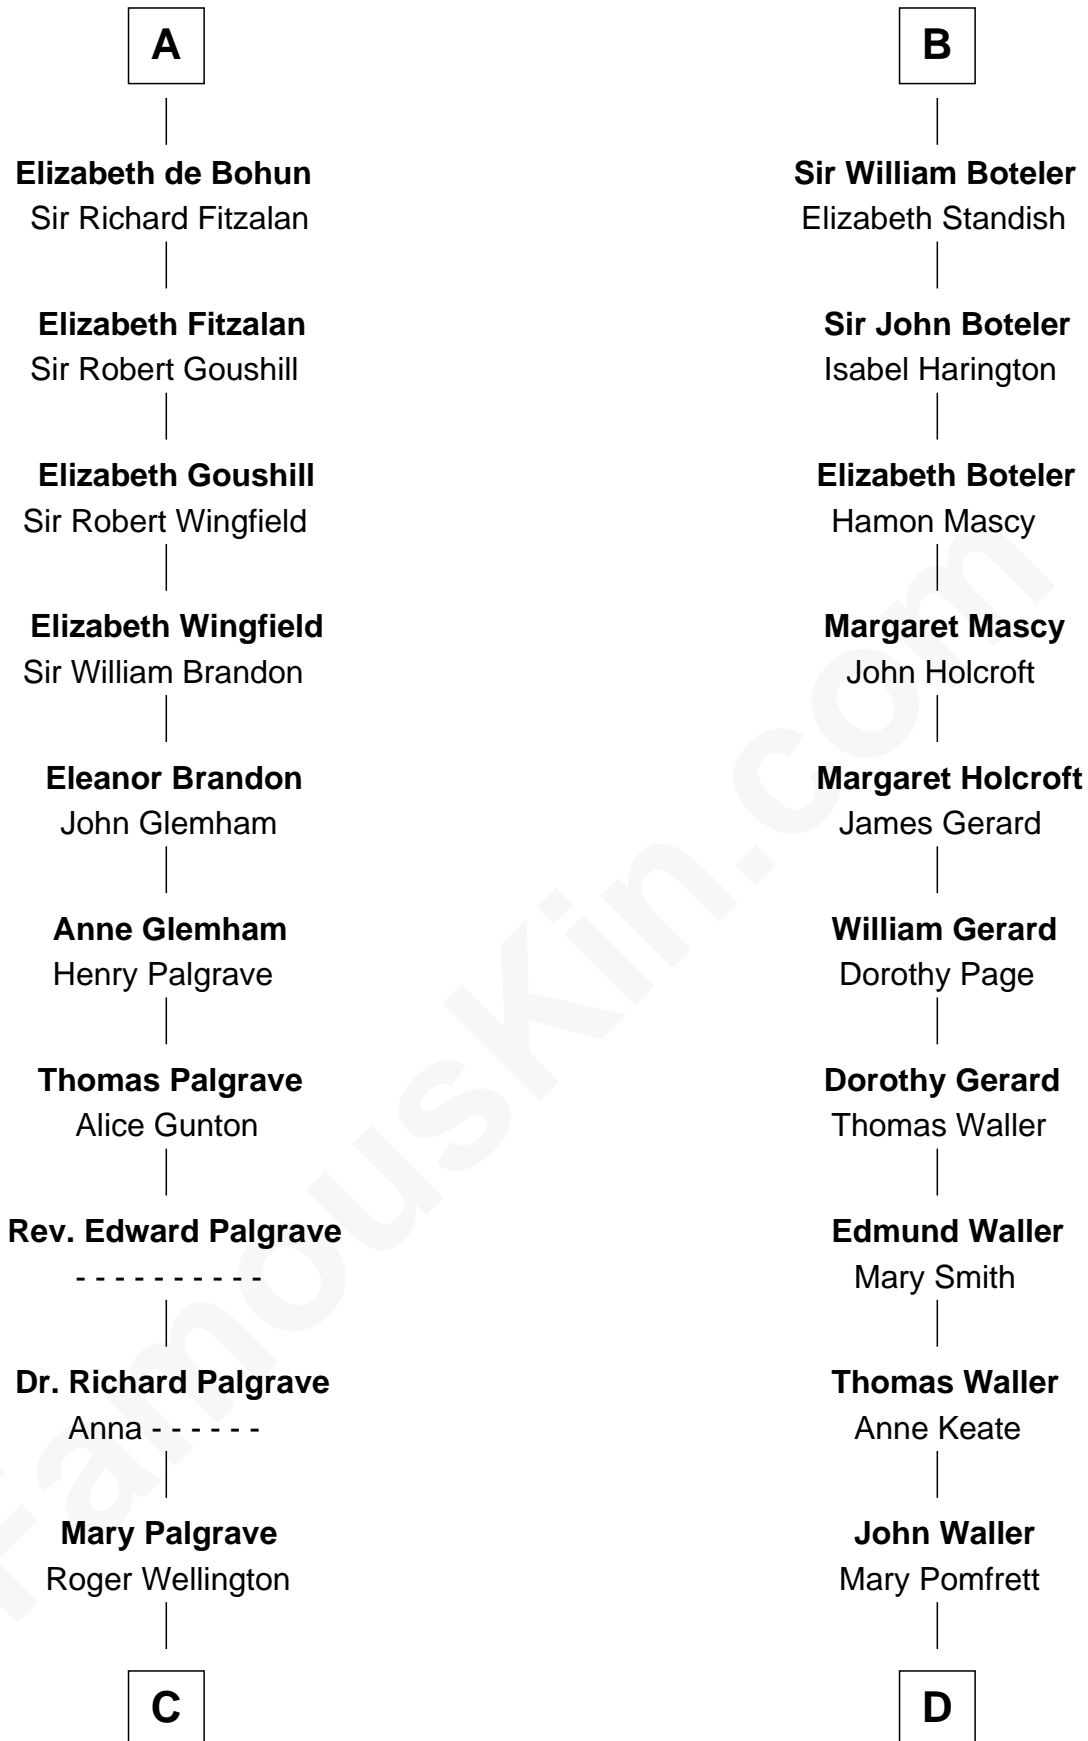 A
Elizabeth de Bohun
Sir Richard Fitzalan
Elizabeth Fitzalan
Sir Robert Goushill
Elizabeth Goushill
Sir Robert Wingfield
Elizabeth Wingfield
Sir William Brandon
Eleanor Brandon
John Glemham
Anne Glemham
Henry Palgrave
Thomas Palgrave
Alice Gunton
Rev. Edward Palgrave
- - - - - - - - - -
Dr. Richard Palgrave
Anna - - - - - -
Mary Palgrave
Roger Wellington
C
B
Sir William Boteler
Elizabeth Standish
Sir John Boteler
Isabel Harington
Elizabeth Boteler
Hamon Mascy
Margaret Mascy
John Holcroft
Margaret Holcroft
James Gerard
William Gerard
Dorothy Page
Dorothy Gerard
Thomas Waller
Edmund Waller
Mary Smith
Thomas Waller
Anne Keate
John Waller
Mary Pomfrett
D
FamousKin.com